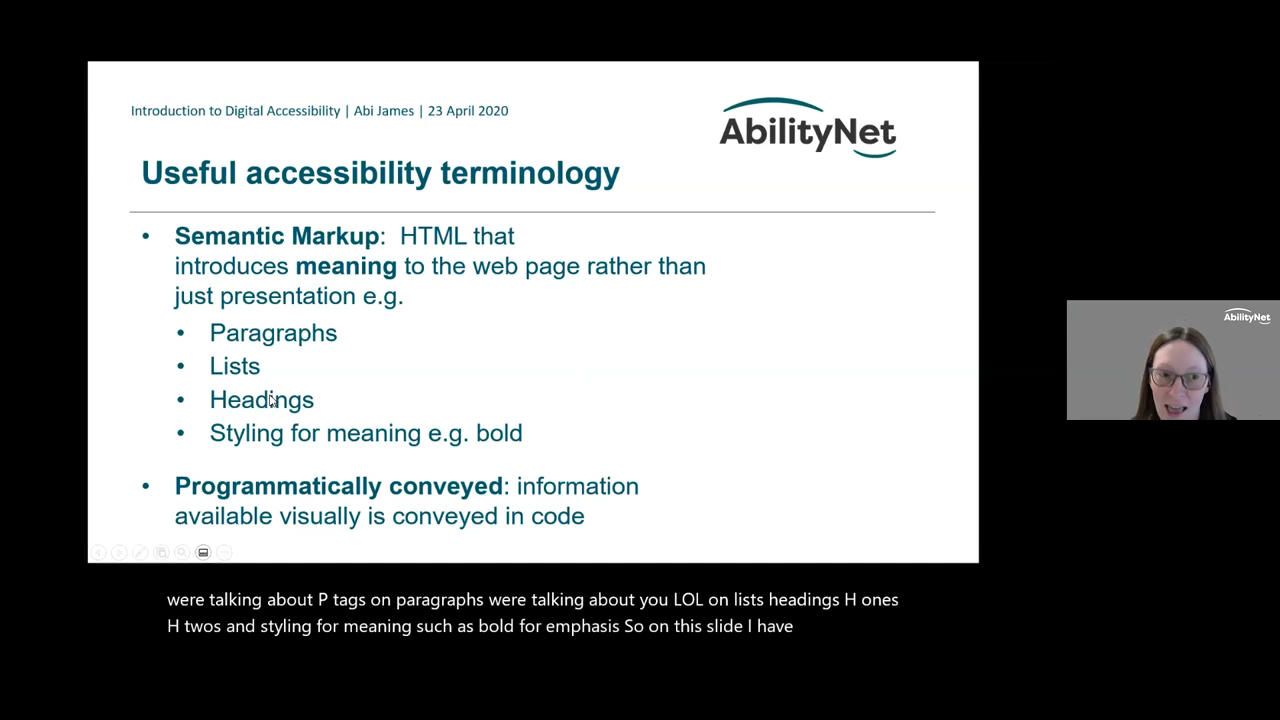 Introduction to Digital Accessibility | Abi James | 23 April 2020
AbilityNet
Useful accessibility terminology
• Semantic Markup: HTML that
introduces meaning to the web page rather than
just presentation e.g.
• Paragraphs
• Lists
• Headings
• Styling for meaning e.g. bold
• Programmatically conveyed: information
available visually is conveyed in code
AbilityNet
were talking about P tags on paragraphs were talking about you LOL on lists headings H ones
H twos and styling for meaning such as bold for emphasis So on this slide I have